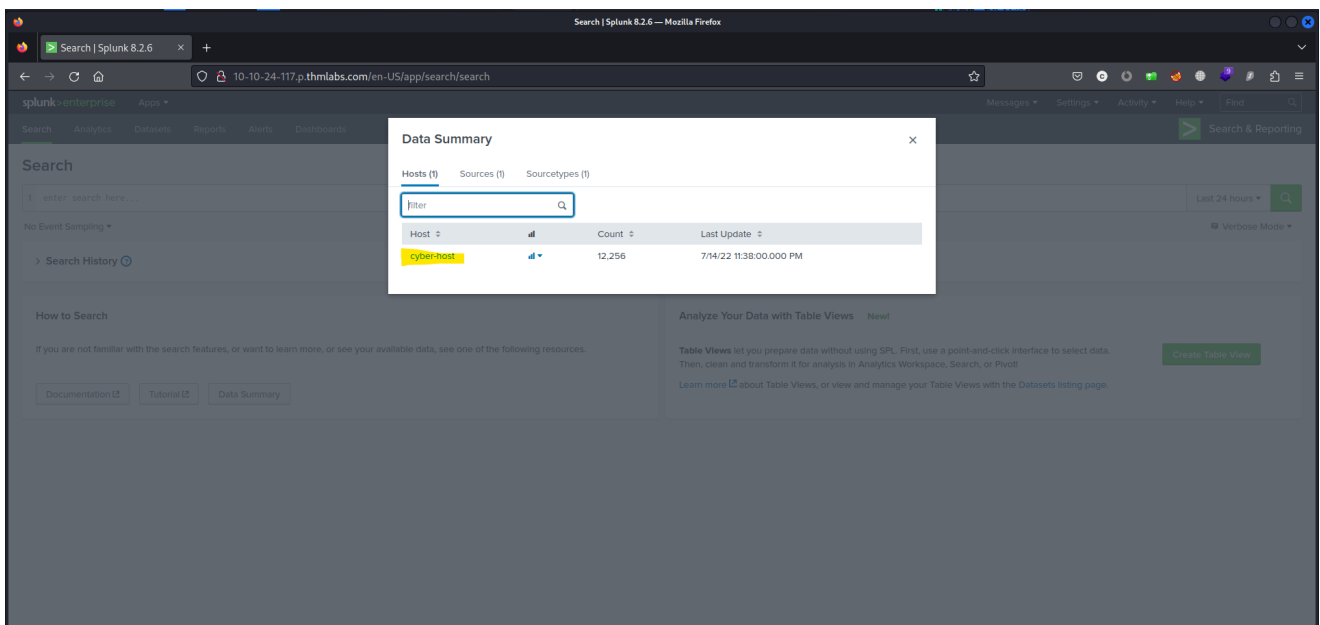 Search | Splunk 8.2.6 — Mozilla Firefox
Search | Splunk 8.2.6
10-10-24-117.p.thmlabs.com/en-US/app/search/search
splunk>enterprise Apps Messages Settings Activity Help Find
Search Analytics Datasets Reports Alerts Dashboards Search & Reporting
Data Summary
Hosts (1) Sources (1) Sourcetypes (1)
Search
filter
enter search here... Last 24 hours
No Event Sampling Verbose Mode
Host Count Last Update
cyber-host 12,256 7/14/22 11:38:00.000 PM
Search History
How to Search
If you are not familiar with the search features, or want to learn more, or see your available data, see one of the following resources.
Documentation Tutorial Data Summary
Analyze Your Data with Table Views New!
Table Views let you prepare data without using SPL. First, use a point-and-click interface to select data.
Then, clean and transform it for analysis in Analytics Workspace, Search, or Pivot!
Learn more about Table Views, or view and manage your Table Views with the Datasets listing page.
Create Table View